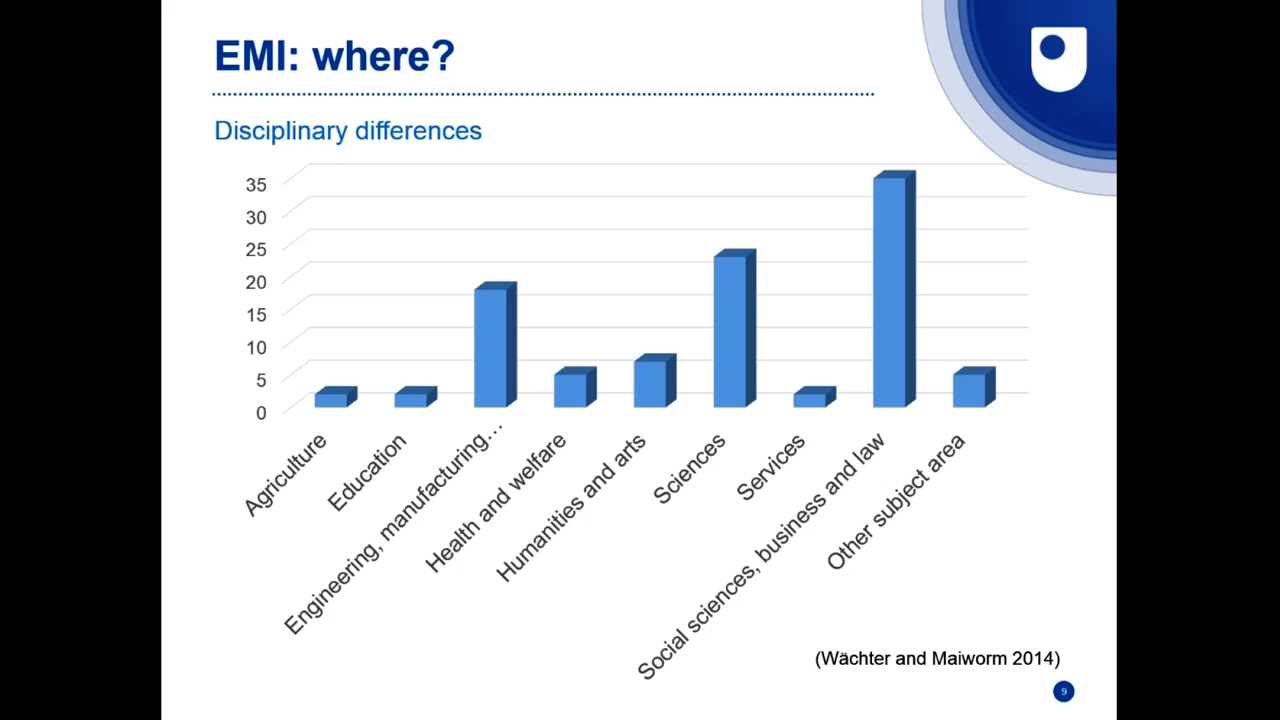 EMI: where?
Disciplinary differences
35
30
25
20
15
10
5
0
Agriculture
Education
Engineering, manufacturing…
Health and welfare
Humanities and arts
Sciences
Services
Social sciences, business and law
Other subject area
(Wächter and Maiworm 2014)
9